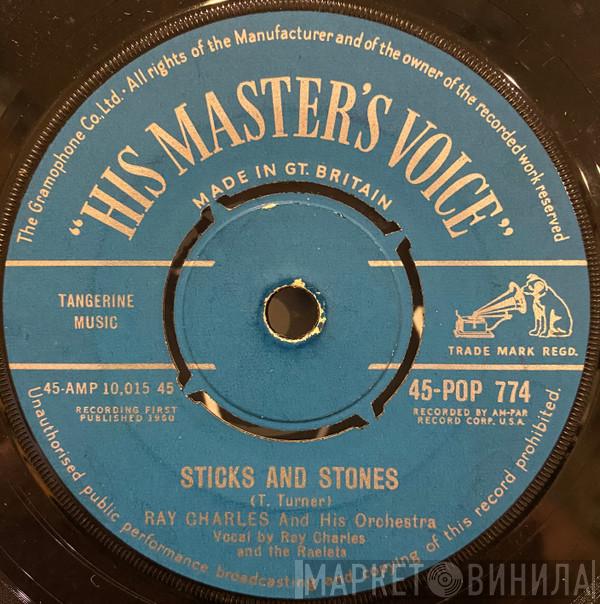 The Gramophone Co., Ltd. · All rights of the Manufacturer and of the owner of the recorded work reserved
"HIS MASTER'S VOICE"
MADE IN GT. BRITAIN
TANGERINE
MUSIC
TRADE MARK REGD.
45-AMP 10,015 45
RECORDING FIRST
PUBLISHED 1960
45-POP 774
RECORDED BY AM-PAR
RECORD CORP. U.S.A.
STICKS AND STONES
(T. Turner)
RAY CHARLES And His Orchestra
Vocal by Ray Charles
and the Raelets
Unauthorised public performance broadcasting and copying of this record prohibited.
МАРКЕТ ВИНИЛА